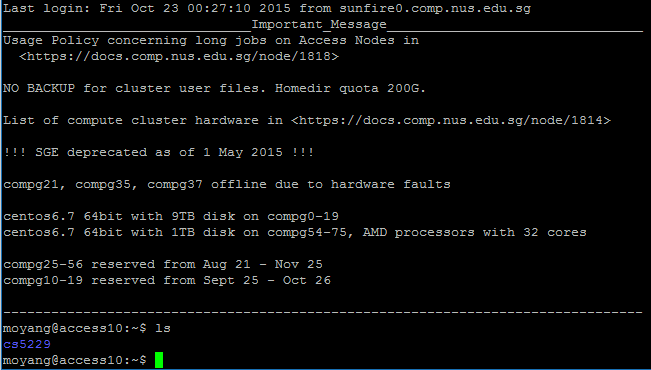 Last login: Fri Oct 23 00:27:10 2015 from sunfire0.comp.nus.edu.sg
_______________________________Important_Message________________________________
Usage Policy concerning long jobs on Access Nodes in
  <https://docs.comp.nus.edu.sg/node/1818>
NO BACKUP for cluster user files. Homedir quota 200G.
List of compute cluster hardware in <https://docs.comp.nus.edu.sg/node/1814>
!!! SGE deprecated as of 1 May 2015 !!!
compg21, compg35, compg37 offline due to hardware faults
centos6.7 64bit with 9TB disk on compg0-19
centos6.7 64bit with 1TB disk on compg54-75, AMD processors with 32 cores
compg25-56 reserved from Aug 21 - Nov 25
compg10-19 reserved from Sept 25 - Oct 26
--------------------------------------------------------------------------------
moyang@access10:~$ ls
cs5229
moyang@access10:~$